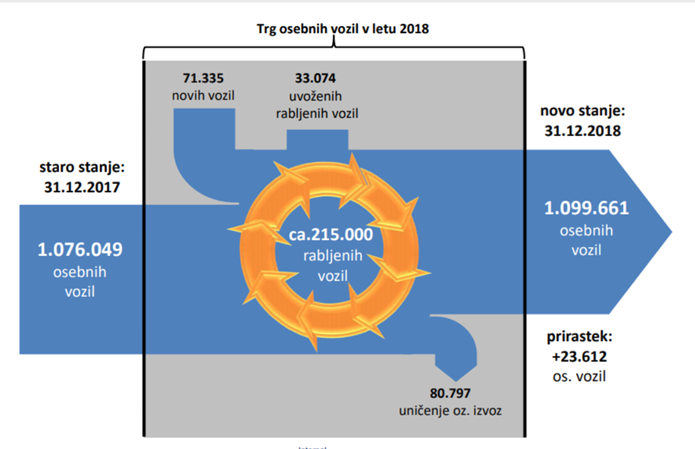 Trg osebnih vozil v letu 2018
71.335
novih vozil
33.074
uvoženih
rabljenih vozil
staro stanje:
31.12.2017
1.076.049
osebnih
vozil
ca.215.000
rabljenih
vozil
novo stanje:
31.12.2018
1.099.661
osebnih
vozil
prirastek:
+23.612
os. vozil
80.797
uničenje oz. izvoz